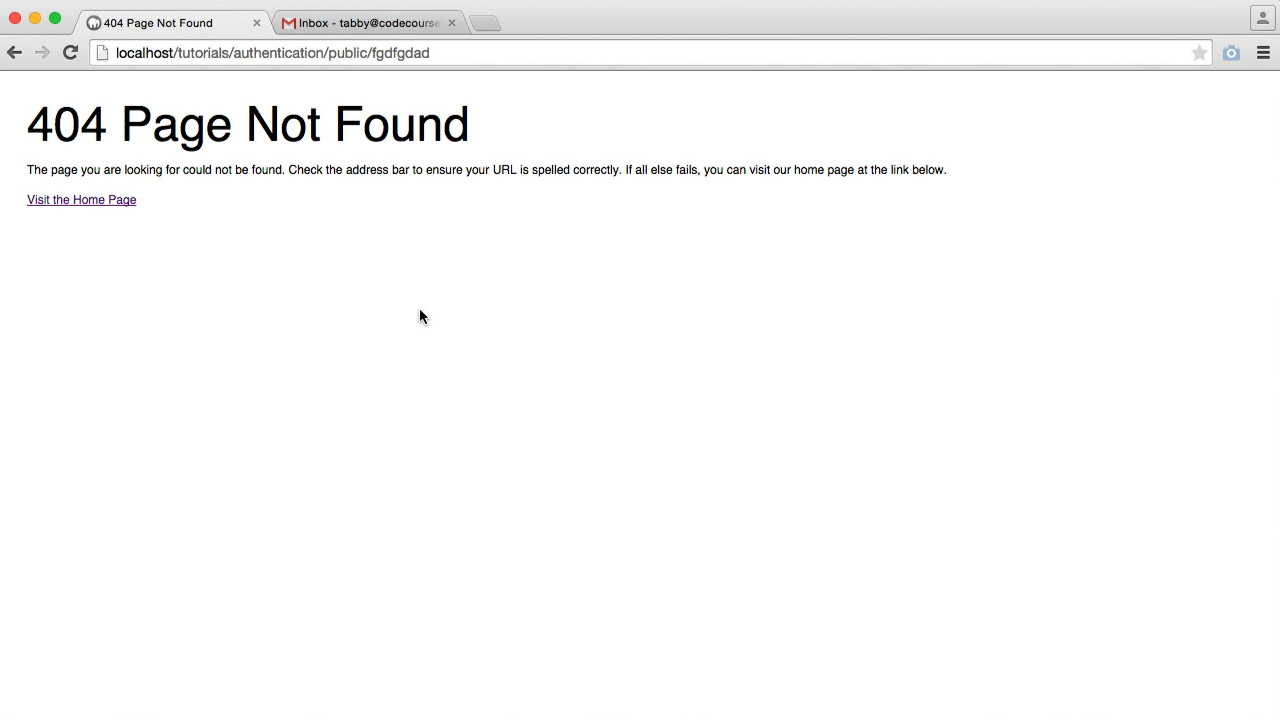 404 Page Not Found
Inbox - tabby@codecourse
localhost/tutorials/authentication/public/fgdfgdad
404 Page Not Found
The page you are looking for could not be found. Check the address bar to ensure your URL is spelled correctly. If all else fails, you can visit our home page at the link below.
Visit the Home Page